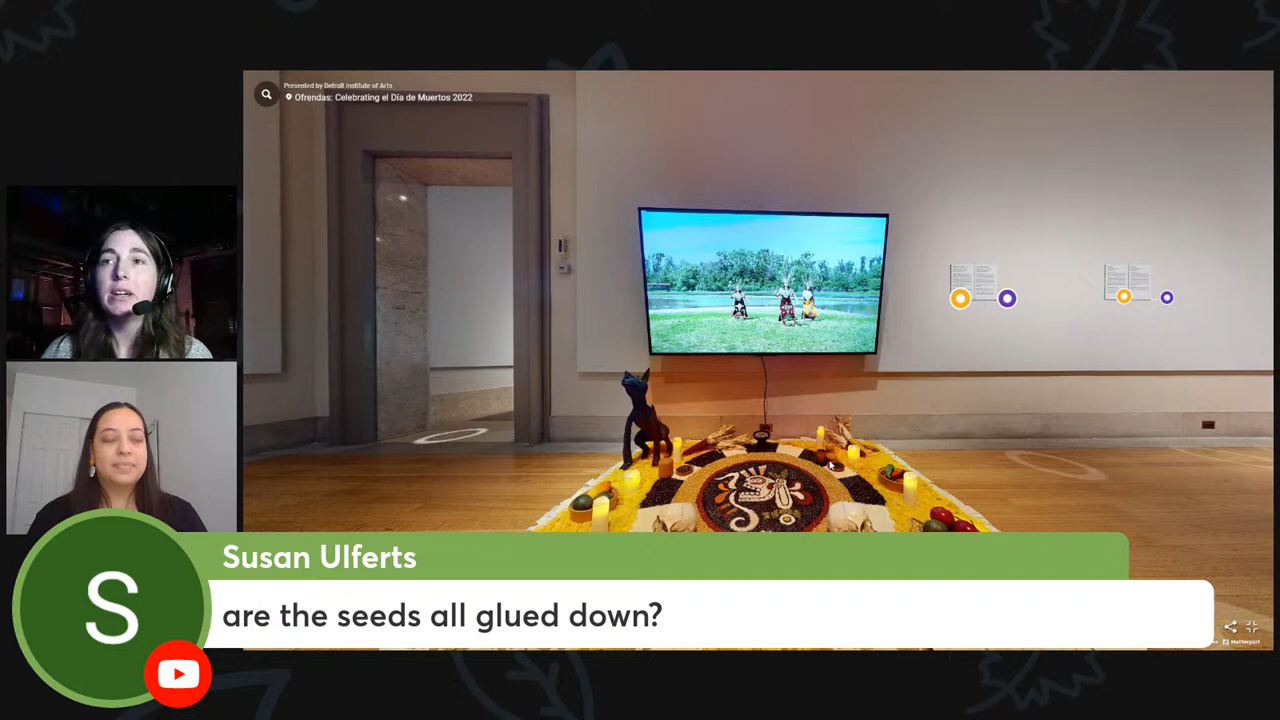 Presented by Detroit Institute of Arts
Ofrendas: Celebrating el Día de Muertos 2022
Susan Ulferts
S
are the seeds all glued down?
Matterport